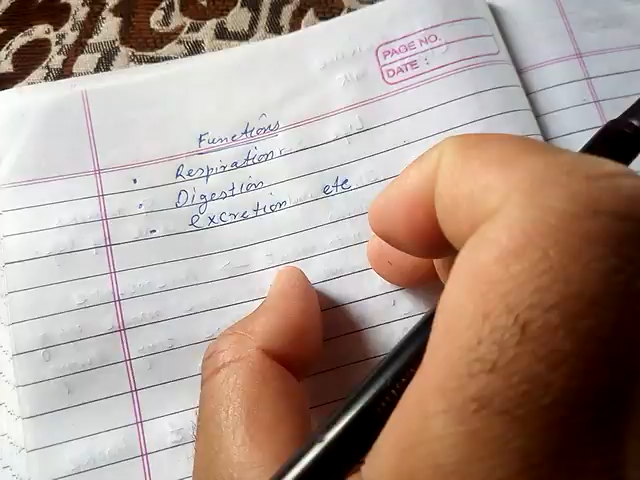 PAGE NO.
DATE :
Functions
• Respiration
• Digestion
• excretion etc